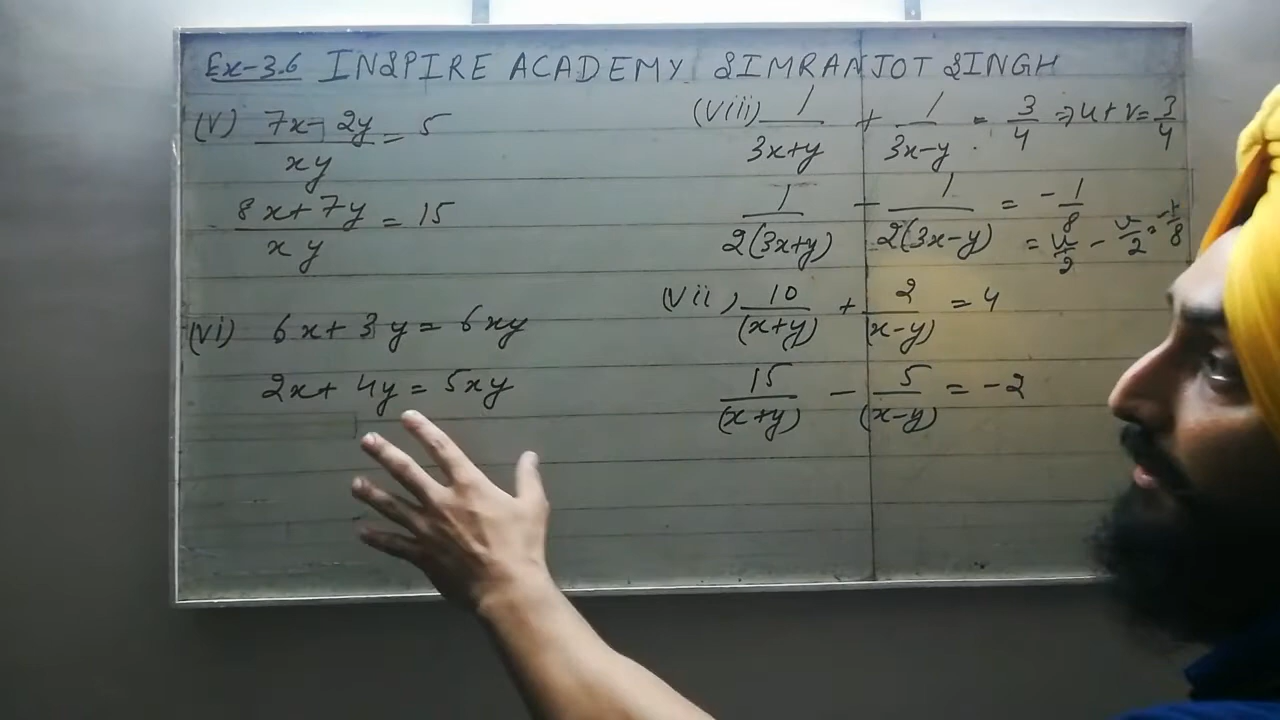 Ex-3.6 INSPIRE ACADEMY SIMRANJOT SINGH
(V) 7x-2y/xy = 5
8x+7y/xy = 15
(Vi) 6x+3y = 6xy
2x+4y = 5xy
(Viii) 1/3x+y + 1/3x-y = 3/4 ⇒ u+v = 3/4
1/2(3x+y) - 1/2(3x-y) = -1/8
= u/2 - v/2 = -1/8
(Vii) 10/(x+y) + 2/(x-y) = 4
15/(x+y) - 5/(x-y) = -2